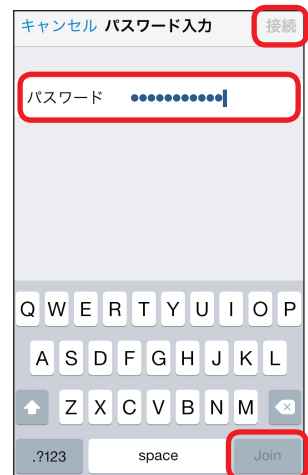 キャンセル パスワード入力 接続
パスワード ●●●●●●●●●●●
Q W E R T Y U I O P
A S D F G H J K L
Z X C V B N M
.?123 space Join